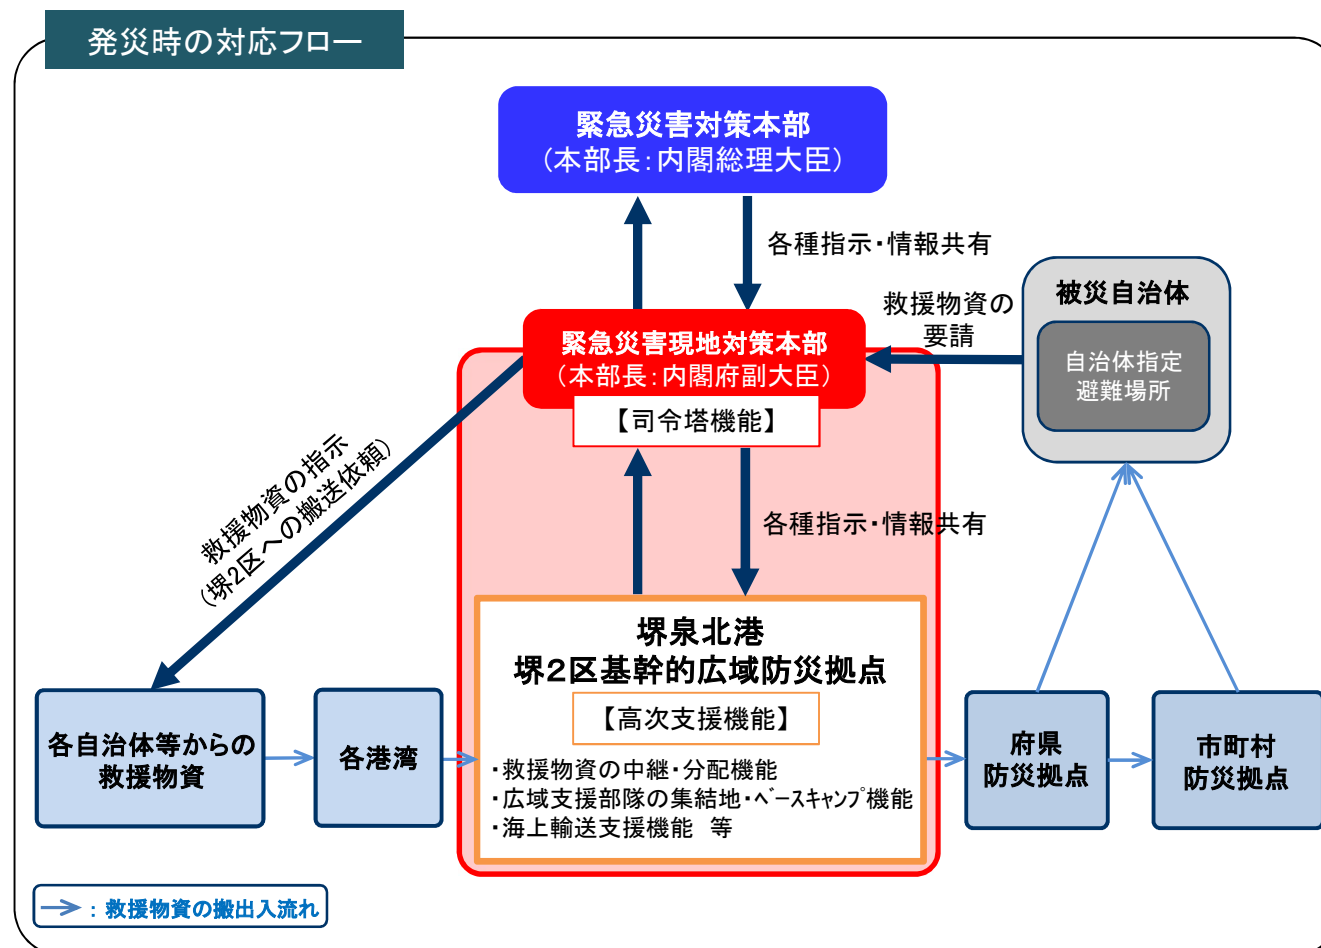 発災時の対応フロー
緊急災害対策本部
（本部長：内閣総理大臣）
各種指示・情報共有
被災自治体
自治体指定
避難場所
救援物資の
要請
緊急災害現地対策本部
（本部長：内閣府副大臣）
【司令塔機能】
救援物資の指示
（堺2区への搬送依頼）
各種指示・情報共有
堺泉北港
堺２区基幹的広域防災拠点
【高次支援機能】
・救援物資の中継・分配機能
・広域支援部隊の集結地・ﾍﾞｰｽｷｬﾝﾌﾟ機能
・海上輸送支援機能　等
各自治体等からの
救援物資
各港湾
府県
防災拠点
市町村
防災拠点
：救援物資の搬出入流れ